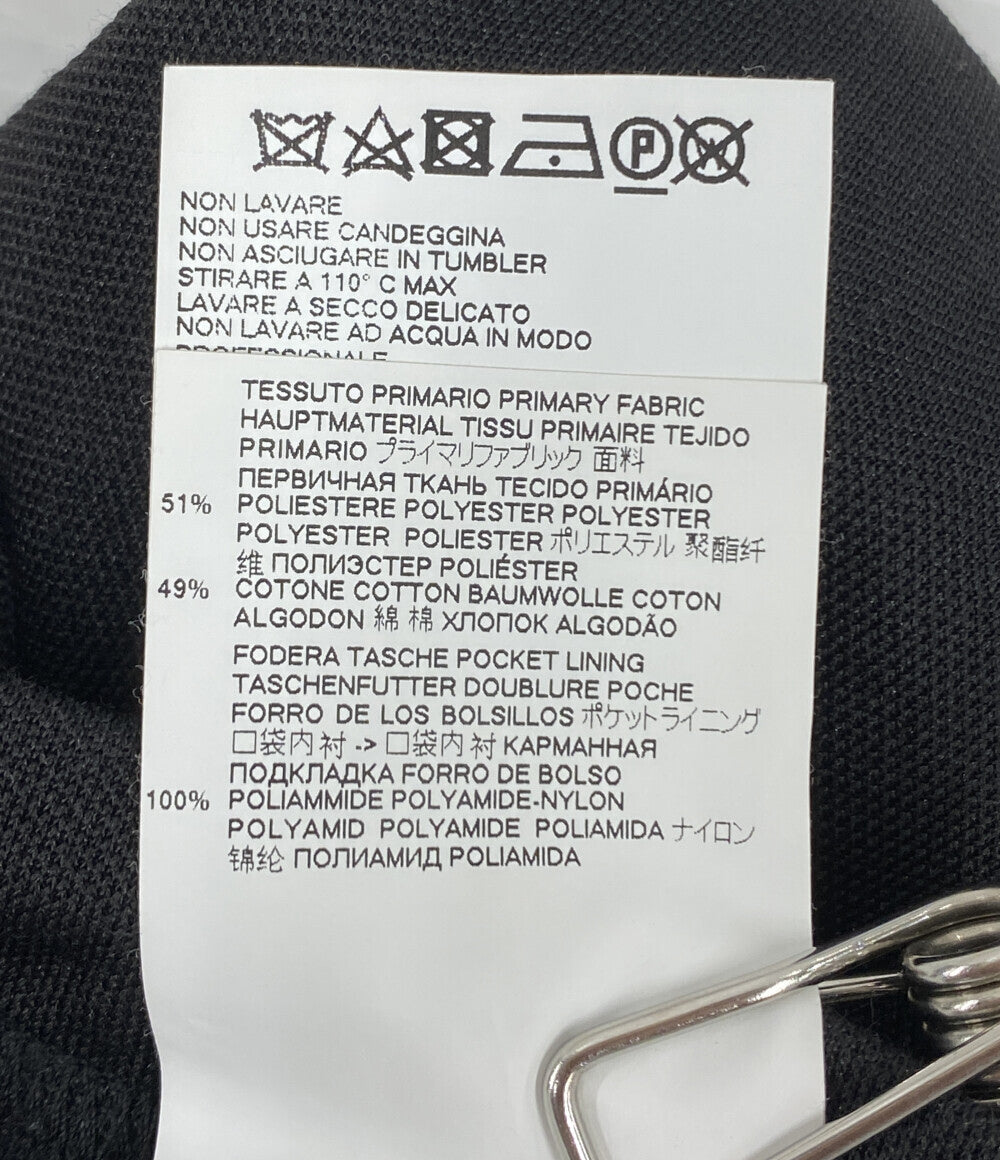 NON LAVARE
NON USARE CANDEGGINA
NON ASCIUGARE IN TUMBLER
STIRARE A 110° C MAX
LAVARE A SECCO DELICATO
NON LAVARE AD ACQUA IN MODO
PROFESSIONALE
TESSUTO PRIMARIO PRIMARY FABRIC
HAUPTMATERIAL TISSU PRIMAIRE TEJIDO
PRIMARIO プライマリファブリック 面料
ПЕРВИЧНАЯ ТКАНЬ TECIDO PRIMÁRIO
51% POLIESTERE POLYESTER POLYESTER
POLYESTER POLIESTER ポリエステル 聚酯纤
维 ПОЛИЭСТЕР POLIÉSTER
49% COTONE COTTON BAUMWOLLE COTON
ALGODON 綿 棉 ХЛОПОК ALGODÃO
FODERA TASCHE POCKET LINING
TASCHENFUTTER DOUBLURE POCHE
FORRO DE LOS BOLSILLOS ポケットライニング
口袋内衬 -> 口袋内衬 КАРМАННАЯ
ПОДКЛАДКА FORRO DE BOLSO
100% POLIAMMIDE POLYAMIDE-NYLON
POLYAMID POLYAMIDE POLIAMIDA ナイロン
锦纶 ПОЛИАМИД POLIAMIDA